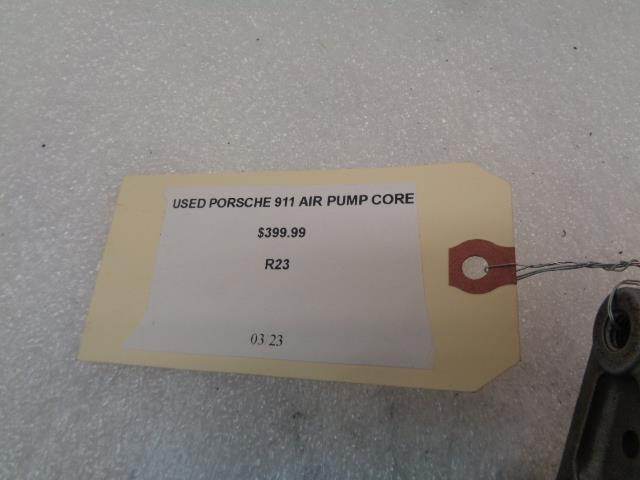 USED PORSCHE 911 AIR PUMP CORE
$399.99
R23
03/23